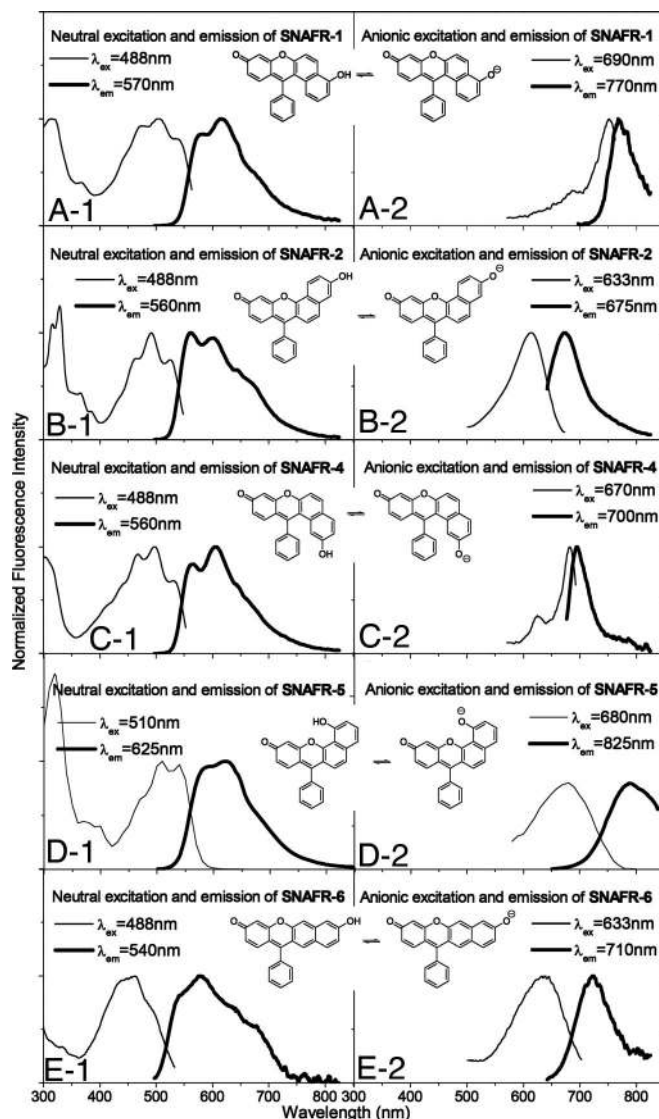 Neutral excitation and emission of SNAFR-1
λex=488nm
λem=570nm
OH
O
O
A-1
Anionic excitation and emission of SNAFR-1
λex=690nm
λem=770nm
O⊖
O
O
A-2
Neutral excitation and emission of SNAFR-2
λex=488nm
λem=560nm
OH
O
O
B-1
Anionic excitation of SNAFR-2
λex=633nm
λem=675nm
O⊖
O
O
B-2
Neutral excitation and emission of SNAFR-4
λex=488nm
λem=560nm
O
O
OH
C-1
Anionic excitation and emission of SNAFR-4
λex=670nm
λem=700nm
O
O
O⊖
C-2
Neutral excitation and emission of SNAFR-5
λex=510nm
λem=625nm
HO
O
O
D-1
Anionic excitation and emission of SNAFR-5
λex=680nm
λem=825nm
⊖O
O
O
D-2
Neutral excitation and emission of SNAFR-6
λex=488nm
λem=540nm
O
O
OH
E-1
Anionic excitation and emission of SNAFR-6
λex=633nm
λem=710nm
O
O
O⊖
E-2
300 400 500 600 700 800 300 400 500 600 700 800
Wavelength (nm)
Normalized Fluorescence Intensity